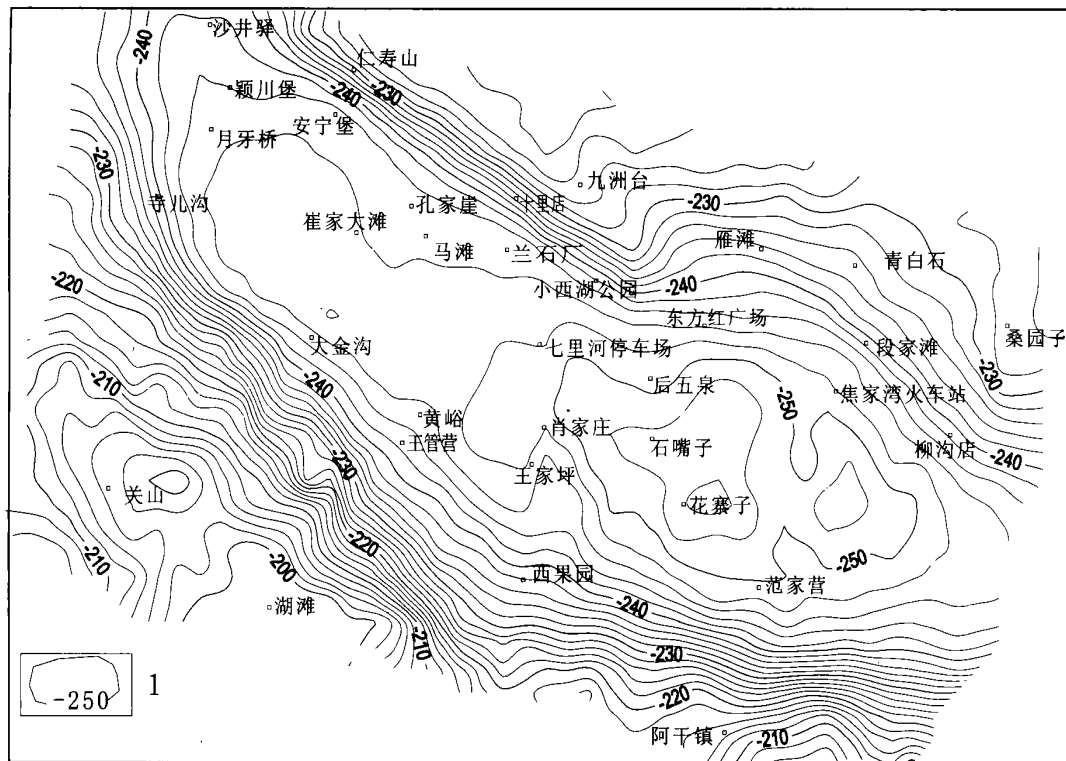 沙井驿
-240
仁寿山
-230
颖川堡
-240
安宁堡
月牙桥
-230
九洲台
寺儿沟
孔家崖
十里店
-230
崔家大滩
马滩
兰石厂
雁滩
青白石
-220
小西湖公园
-240
东方红广场
桑园子
大金沟
七里河停车场
段家滩
-230
-210
-240
后五泉
-250
焦家湾火车站
黄峪
肖家庄
王管营
石嘴子
柳沟店
-240
-230
王家坪
关山
花寨子
-220
-210
-200
西果园
-250
范家营
湖滩
-240
-210
-230
-250
1
-220
阿干镇
-210